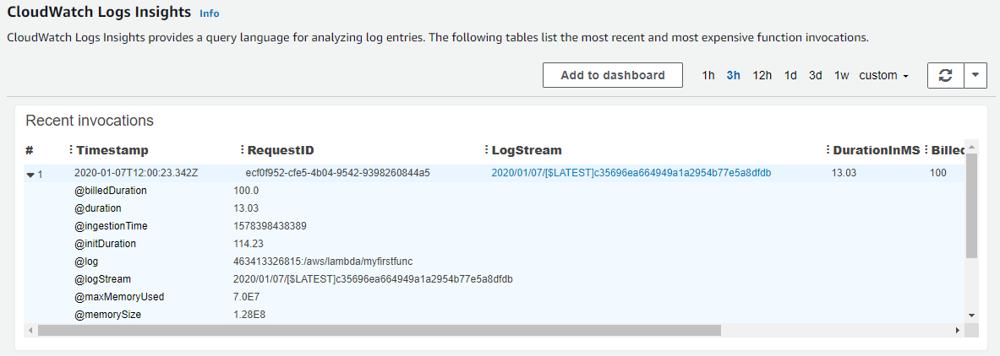 CloudWatch Logs Insights Info
CloudWatch Logs Insights provides a query language for analyzing log entries. The following tables list the most recent and most expensive function invocations.
Add to dashboard 1h 3h 12h 1d 3d 1w custom
Recent invocations
# Timestamp RequestID LogStream DurationInMS Billed
1 2020-01-07T12:00:23.342Z ecf0f952-cfe5-4b04-9542-9398260844a5 2020/01/07/[$LATEST]c35696ea664949a1a2954b77e5a8dfdb 13.03 100
@billedDuration 100.0
@duration 13.03
@ingestionTime 1578398438389
@initDuration 114.23
@log 463413326815:/aws/lambda/myfirstfunc
@logStream 2020/01/07/[$LATEST]c35696ea664949a1a2954b77e5a8dfdb
@maxMemoryUsed 7.0E7
@memorySize 1.28E8